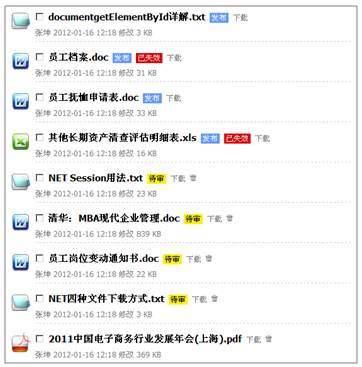 documentgetElementById详解.txt 发布 下载
张坤 2012-01-16 12:18 修改 3 KB
员工档案.doc 发布 已失效 下载
张坤 2012-01-16 12:18 修改 31 KB
员工抚恤申请表.doc 发布 下载
张坤 2012-01-16 12:18 修改 33 KB
其他长期资产清查评估明细表.xls 发布 已失效 下载
张坤 2012-01-16 12:18 修改 16 KB
NET Session用法.txt 待审 下载
张坤 2012-01-16 12:18 修改 23 KB
清华：MBA现代企业管理.doc 待审 下载
张坤 2012-01-16 12:18 修改 839 KB
员工岗位变动通知书.doc 待审 下载
张坤 2012-01-16 12:18 修改 22 KB
NET四种文件下载方式.txt 待审 下载
张坤 2012-01-16 12:18 修改 3 KB
2011中国电子商务行业发展年会(上海).pdf 下载
张坤 2012-01-16 12:18 修改 369 KB